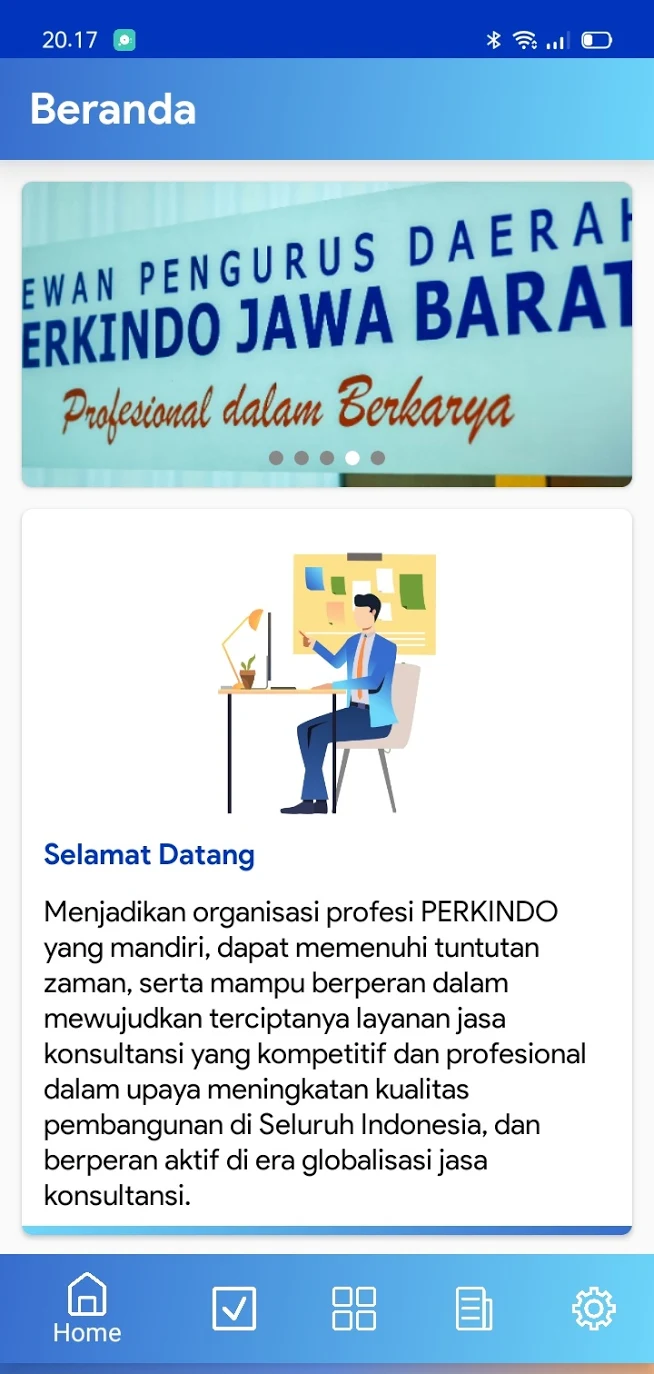 20.17
Beranda
EWAN PENGURUS DAERAH
ERKINDO JAWA BARAT
Profesional dalam Berkarya
Selamat Datang
Menjadikan organisasi profesi PERKINDO
yang mandiri, dapat memenuhi tuntutan
zaman, serta mampu berperan dalam
mewujudkan terciptanya layanan jasa
konsultansi yang kompetitif dan profesional
dalam upaya meningkatan kualitas
pembangunan di Seluruh Indonesia, dan
berperan aktif di era globalisasi jasa
konsultansi.
Home